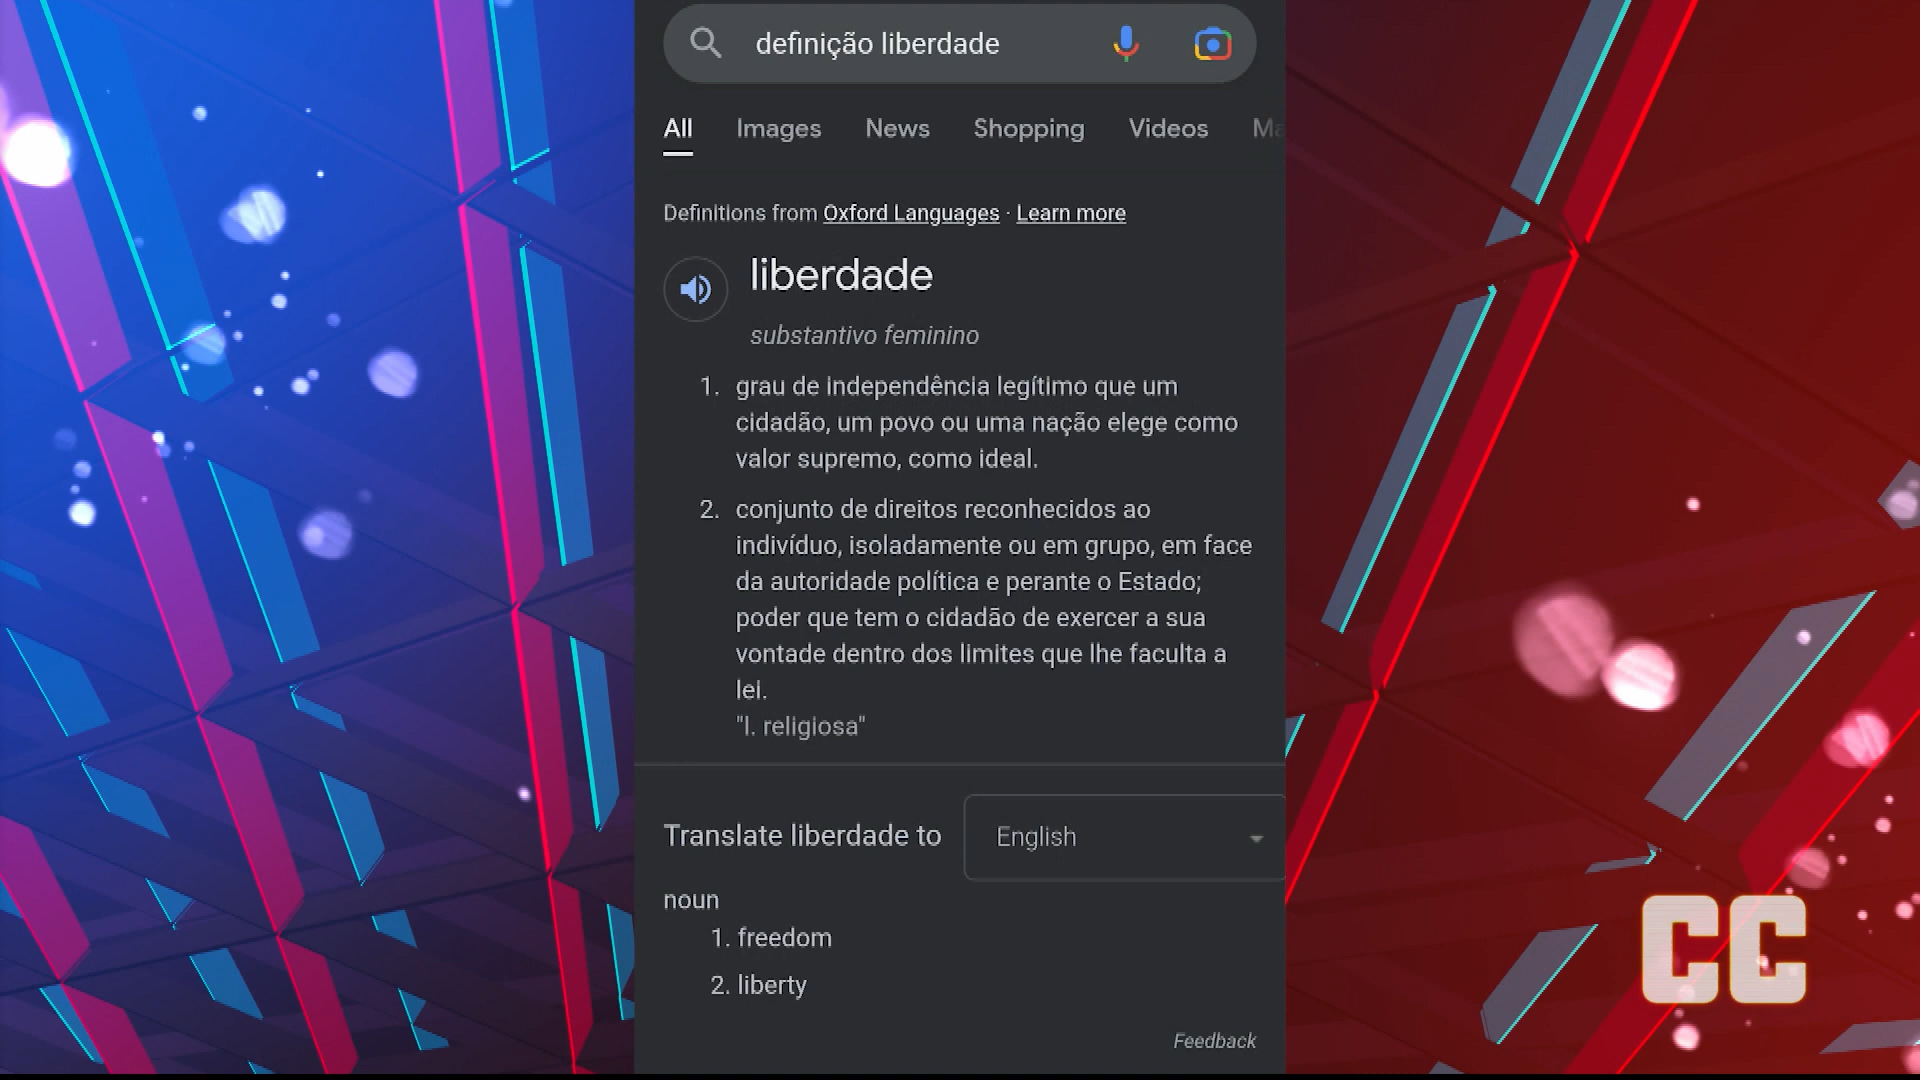 definição liberdade
All Images News Shopping Videos Ma
Definitions from Oxford Languages · Learn more
liberdade
substantivo feminino
1. grau de independência legítimo que um
cidadão, um povo ou uma nação elege como
valor supremo, como ideal.
2. conjunto de direitos reconhecidos ao
indivíduo, isoladamente ou em grupo, em face
da autoridade política e perante o Estado;
poder que tem o cidadão de exercer a sua
vontade dentro dos limites que lhe faculta a
lei.
"l. religiosa"
Translate liberdade to English
noun
1. freedom
2. liberty
Feedback
CC